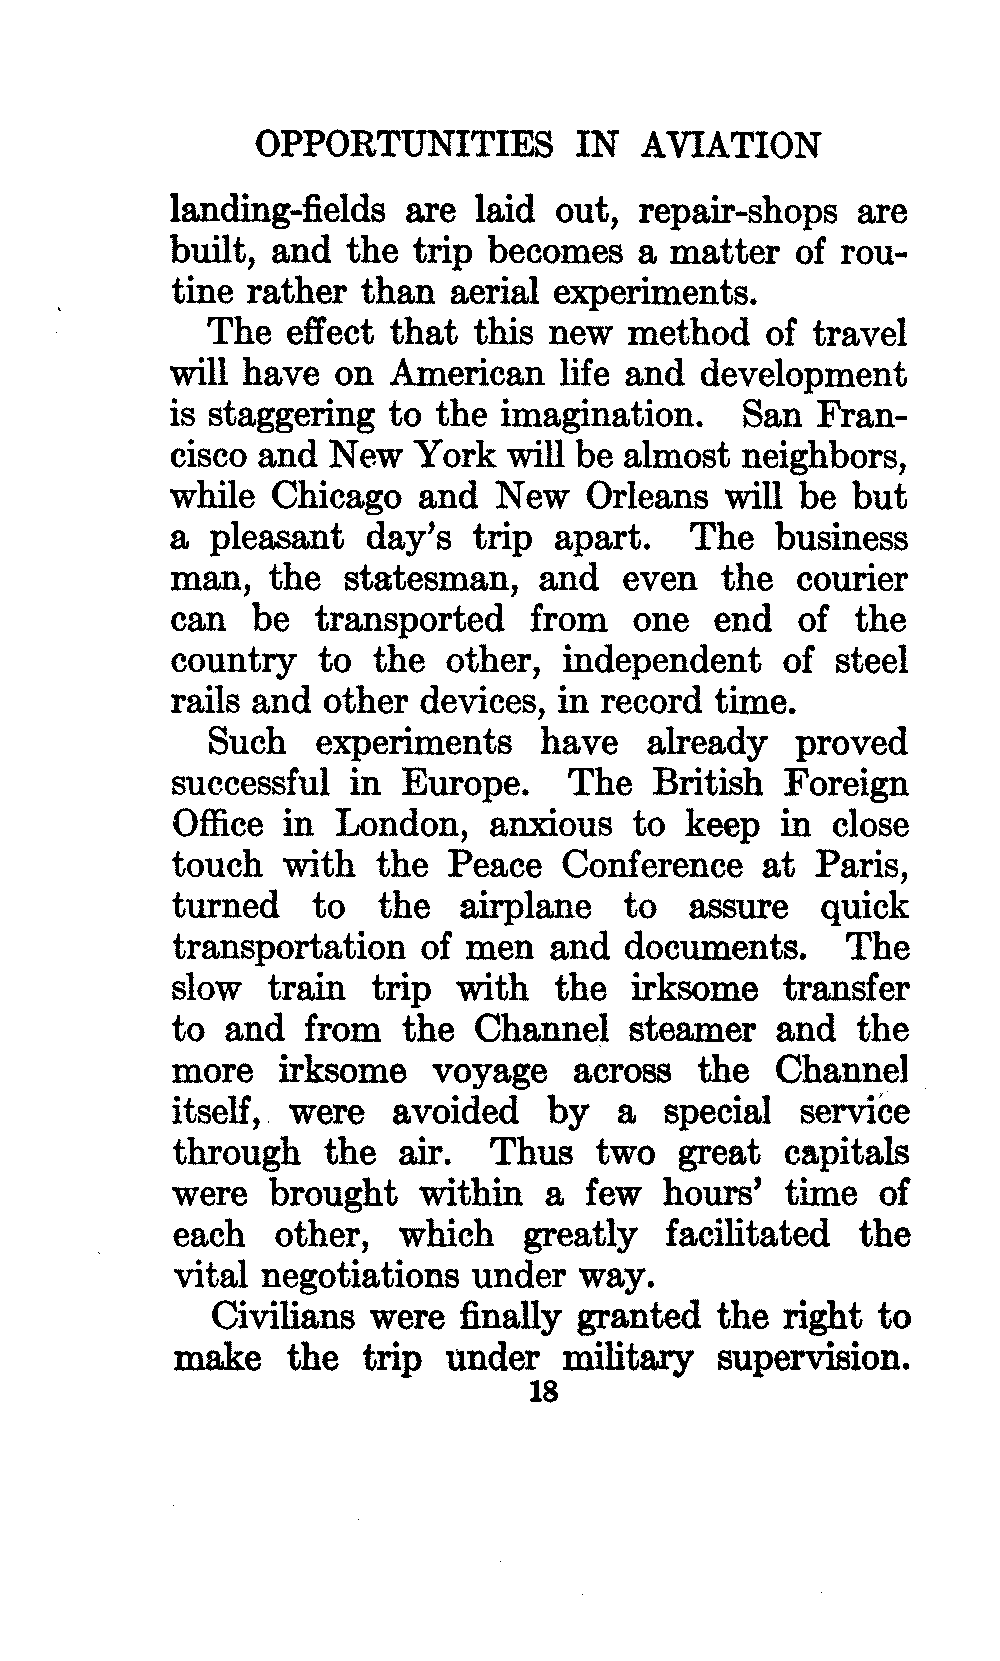 OPPORTUNITIES IN AVIATION
landing-fields are laid out, repair-shops are
built, and the trip becomes a matter of rou-
tine rather than aerial experiments.
The effect that this new method of travel
will have on American life and development
is staggering to the imagination. San Fran-
cisco and New York will be almost neighbors,
while Chicago and New Orleans will be but
a pleasant day's trip apart. The business
man, the statesman, and even the courier
can be transported from one end of the
country to the other, independent of steel
rails and other devices, in record time.
Such experiments have already proved
successful in Europe. The British Foreign
Office in London, anxious to keep in close
touch with the Peace Conference at Paris,
turned to the airplane to assure quick
transportation of men and documents. The
slow train trip with the irksome transfer
to and from the Channel steamer and the
more irksome voyage across the Channel
itself, were avoided by a special service
through the air. Thus two great capitals
were brought within a few hours' time of
each other, which greatly facilitated the
vital negotiations under way.
Civilians were finally granted the right to
make the trip under military supervision.
18